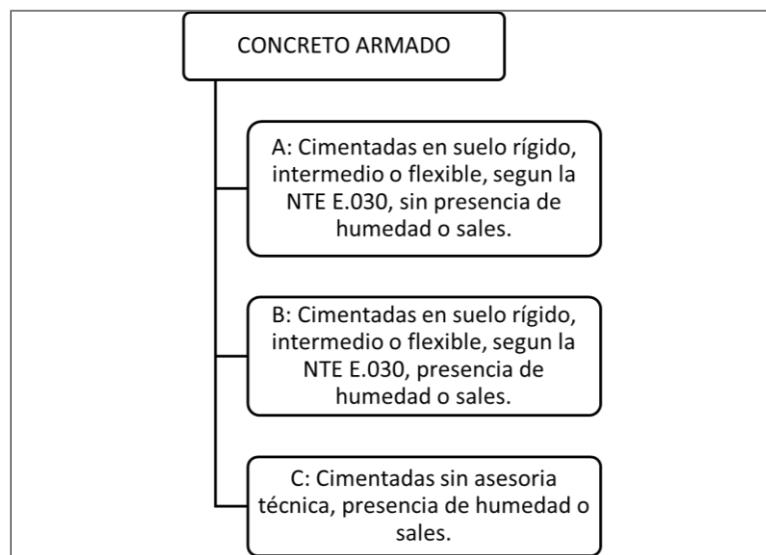 CONCRETO ARMADO
A: Cimentadas en suelo rígido,
intermedio o flexible, segun la
NTE E.030, sin presencia de
humedad o sales.
B: Cimentadas en suelo rígido,
intermedio o flexible, segun la
NTE E.030, presencia de
humedad o sales.
C: Cimentadas sin asesoria
técnica, presencia de humedad o
sales.